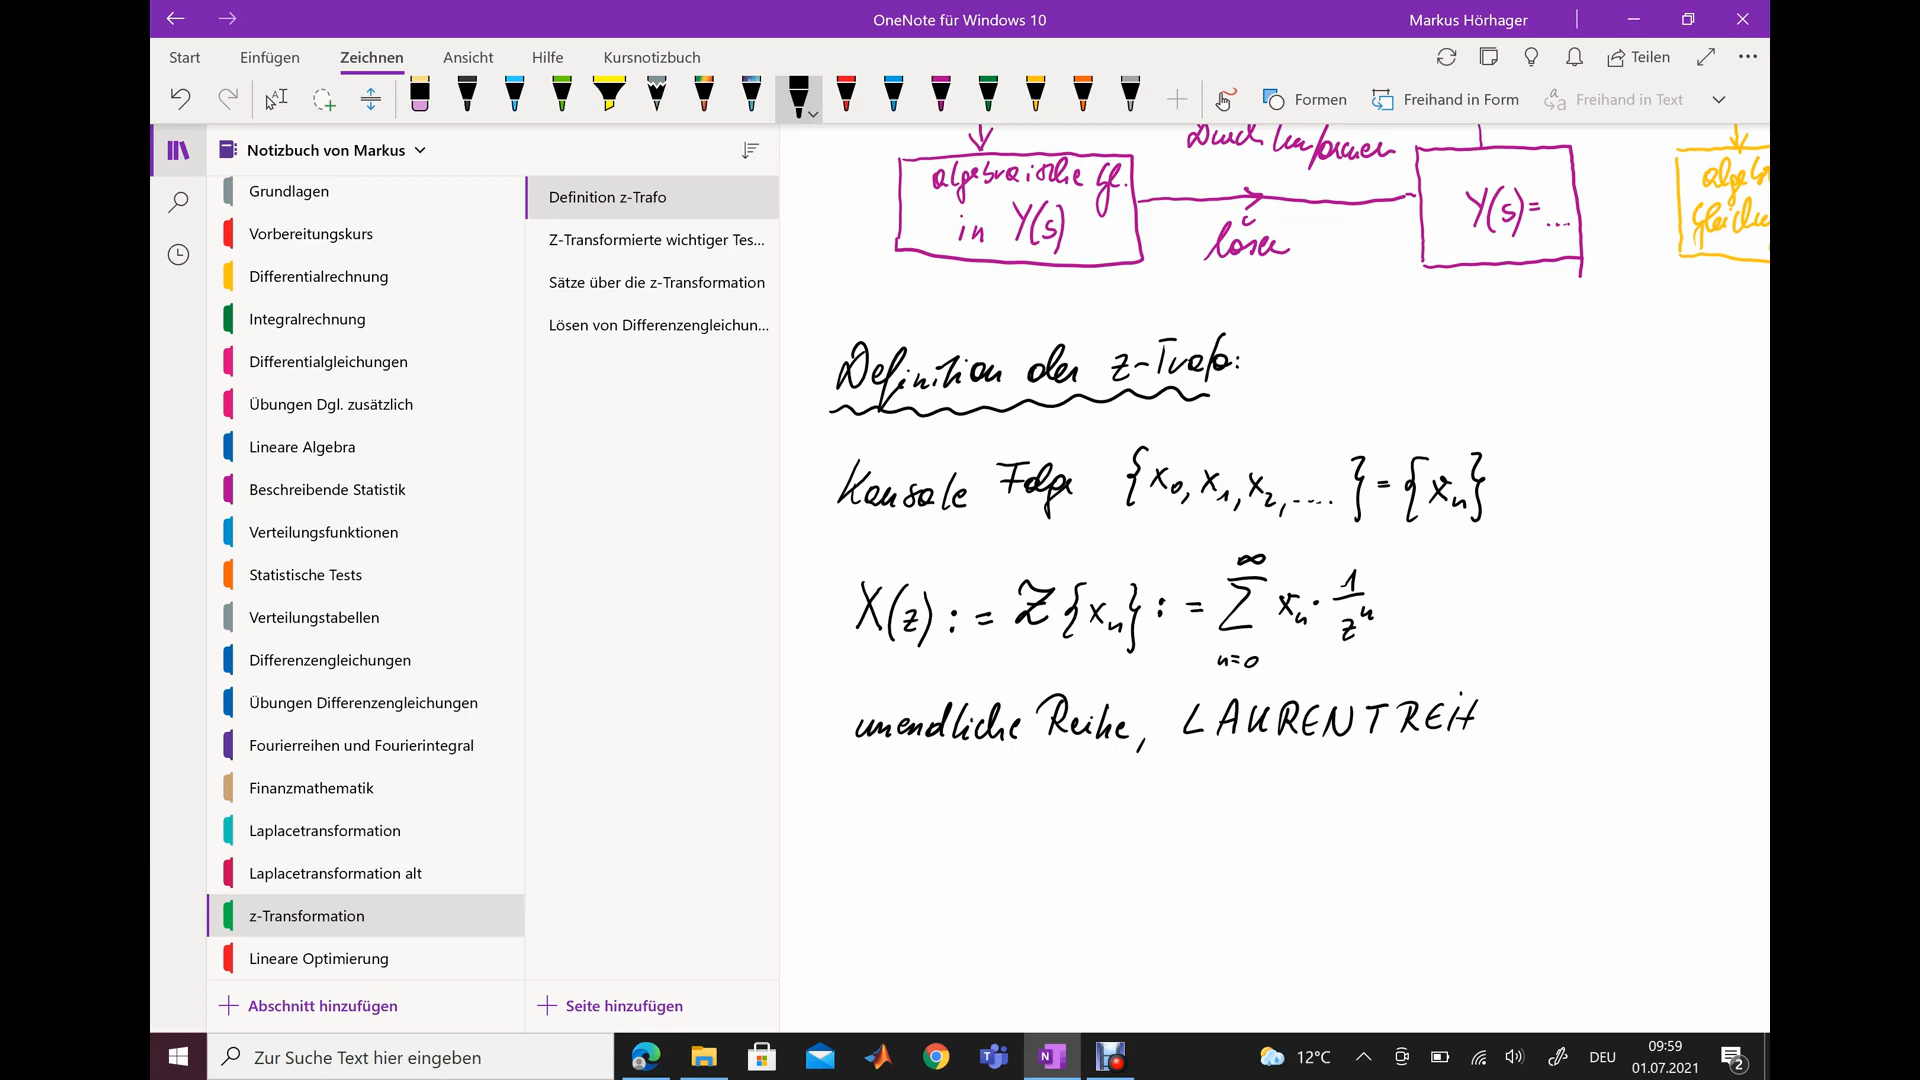 OneNote für Windows 10
Markus Hörhager
Start Einfügen Zeichnen Ansicht Hilfe Kursnotizbuch
Teilen
Formen Freihand in Form Freihand in Text
Notizbuch von Markus
Grundlagen
Vorbereitungskurs
Differentialrechnung
Integralrechnung
Differentialgleichungen
Übungen Dgl. zusätzlich
Lineare Algebra
Beschreibende Statistik
Verteilungsfunktionen
Statistische Tests
Verteilungstabellen
Differenzengleichungen
Übungen Differenzengleichungen
Fourierreihen und Fourierintegral
Finanzmathematik
Laplacetransformation
Laplacetransformation alt
z-Transformation
Lineare Optimierung
Abschnitt hinzufügen
Definition z-Trafo
Z-Transformierte wichtiger Tes...
Sätze über die z-Transformation
Lösen von Differenzengleichun...
Seite hinzufügen
Durch Umformen
algebraische Gl.
in Y(s)
lösen
Y(s)= ...
Definition der z-Trafo:
Kausale Folge {x₀, x₁, x₂, ....} = {xₙ}
X(z) := Z{xₙ} := ∑ₙ₌₀^∞ xₙ · 1/zⁿ
unendliche Reihe, LAURENTREIH
Zur Suche Text hier eingeben
12°C
DEU
09:59
01.07.2021
2